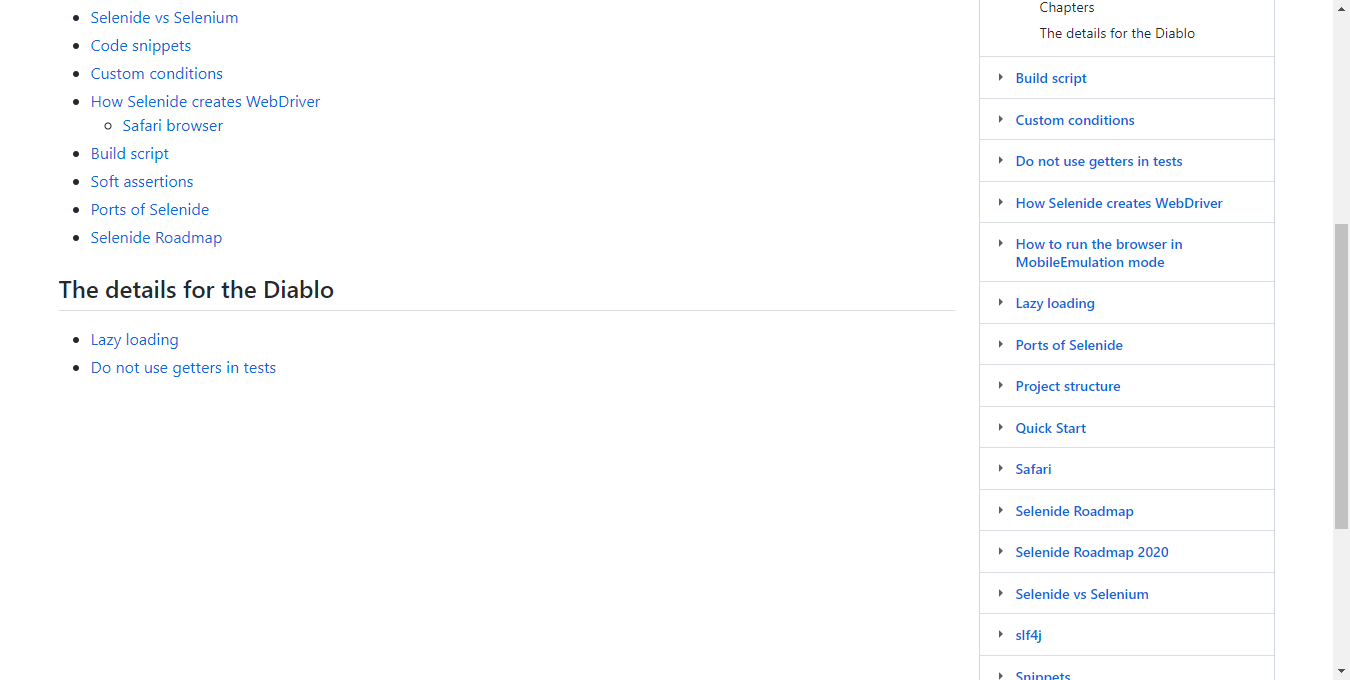 Selenide vs Selenium
Code snippets
Custom conditions
How Selenide creates WebDriver
Safari browser
Build script
Soft assertions
Ports of Selenide
Selenide Roadmap
The details for the Diablo
Lazy loading
Do not use getters in tests
Chapters
The details for the Diablo
Build script
Custom conditions
Do not use getters in tests
How Selenide creates WebDriver
How to run the browser in
MobileEmulation mode
Lazy loading
Ports of Selenide
Project structure
Quick Start
Safari
Selenide Roadmap
Selenide Roadmap 2020
Selenide vs Selenium
slf4j
Snippets